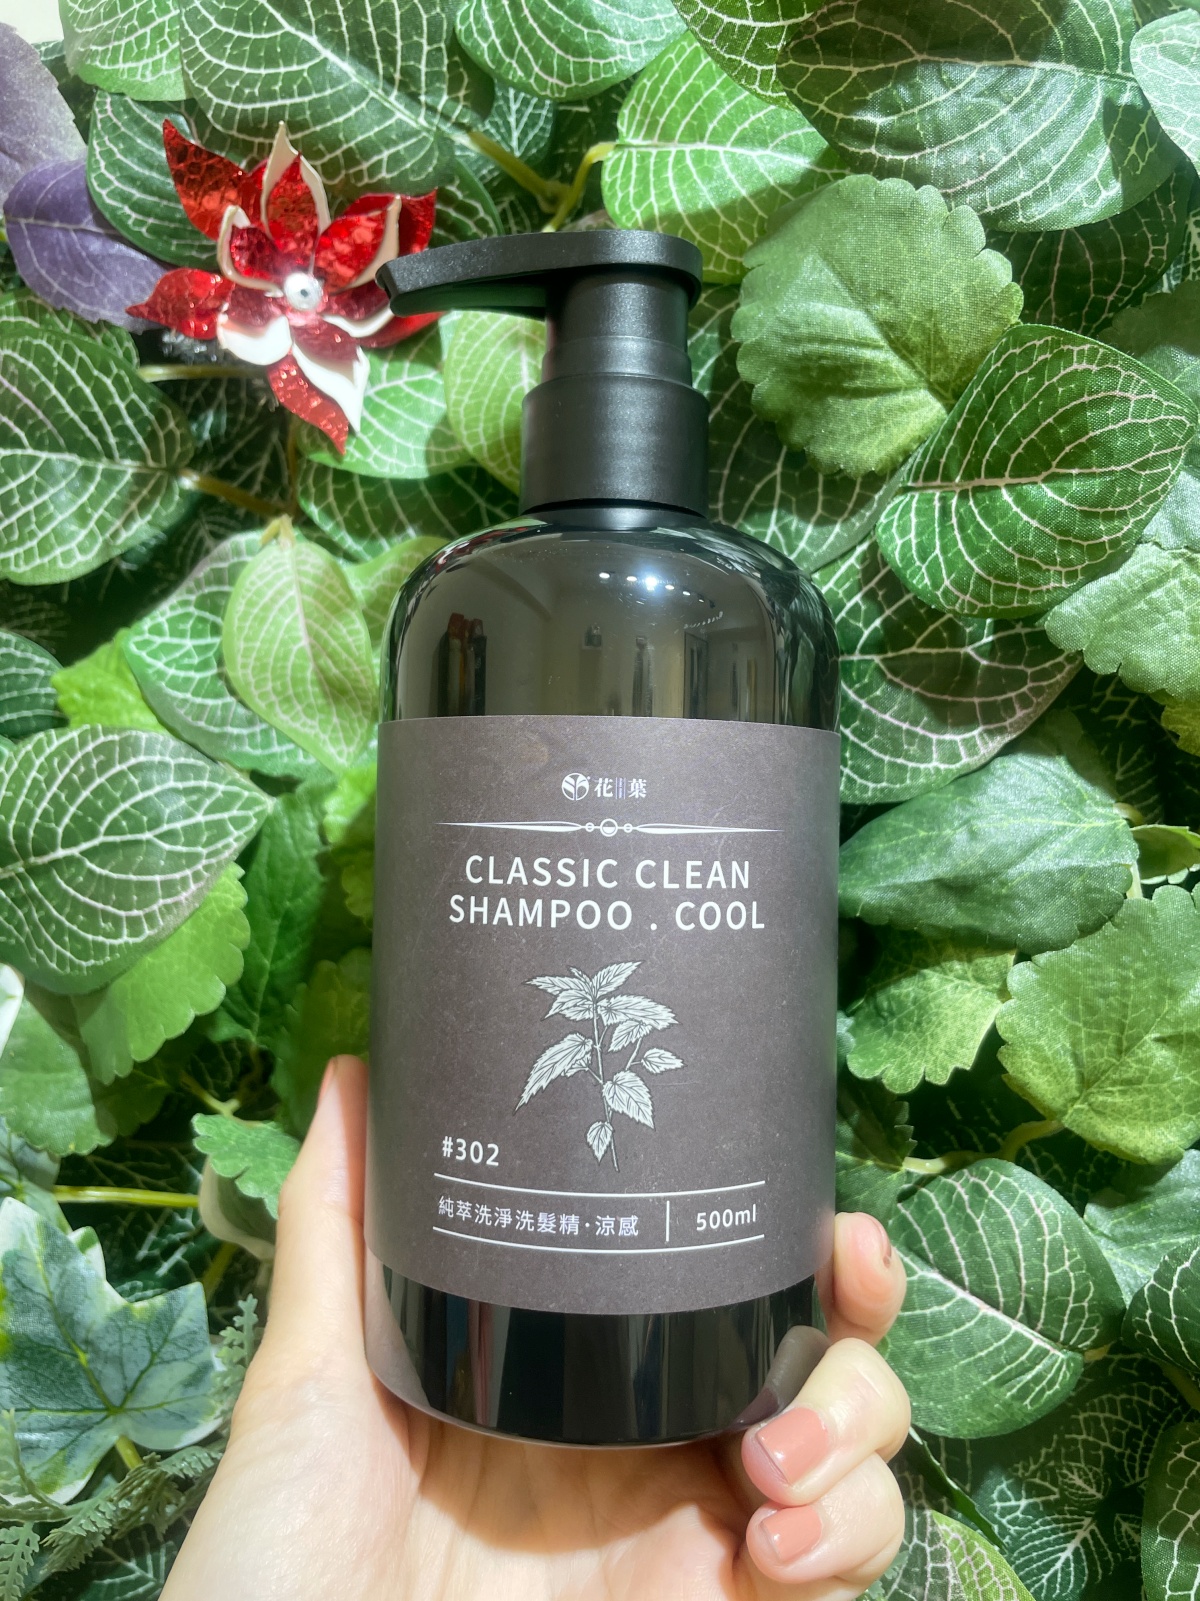 花葉
CLASSIC CLEAN
SHAMPOO . COOL
#302
純萃洗淨洗髮精·涼感 | 500ml